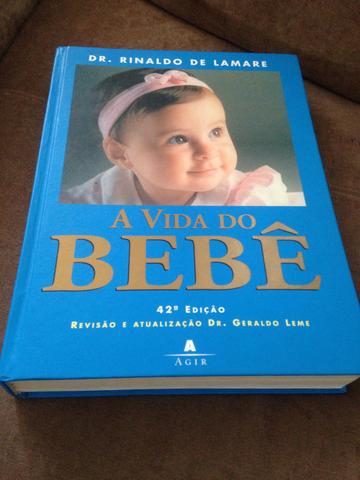 DR. RINALDO DE LAMARE
A VIDA DO
BEBÊ
42ª EDIÇÃO
REVISÃO E ATUALIZAÇÃO DR. GERALDO LEME
A
AGIR